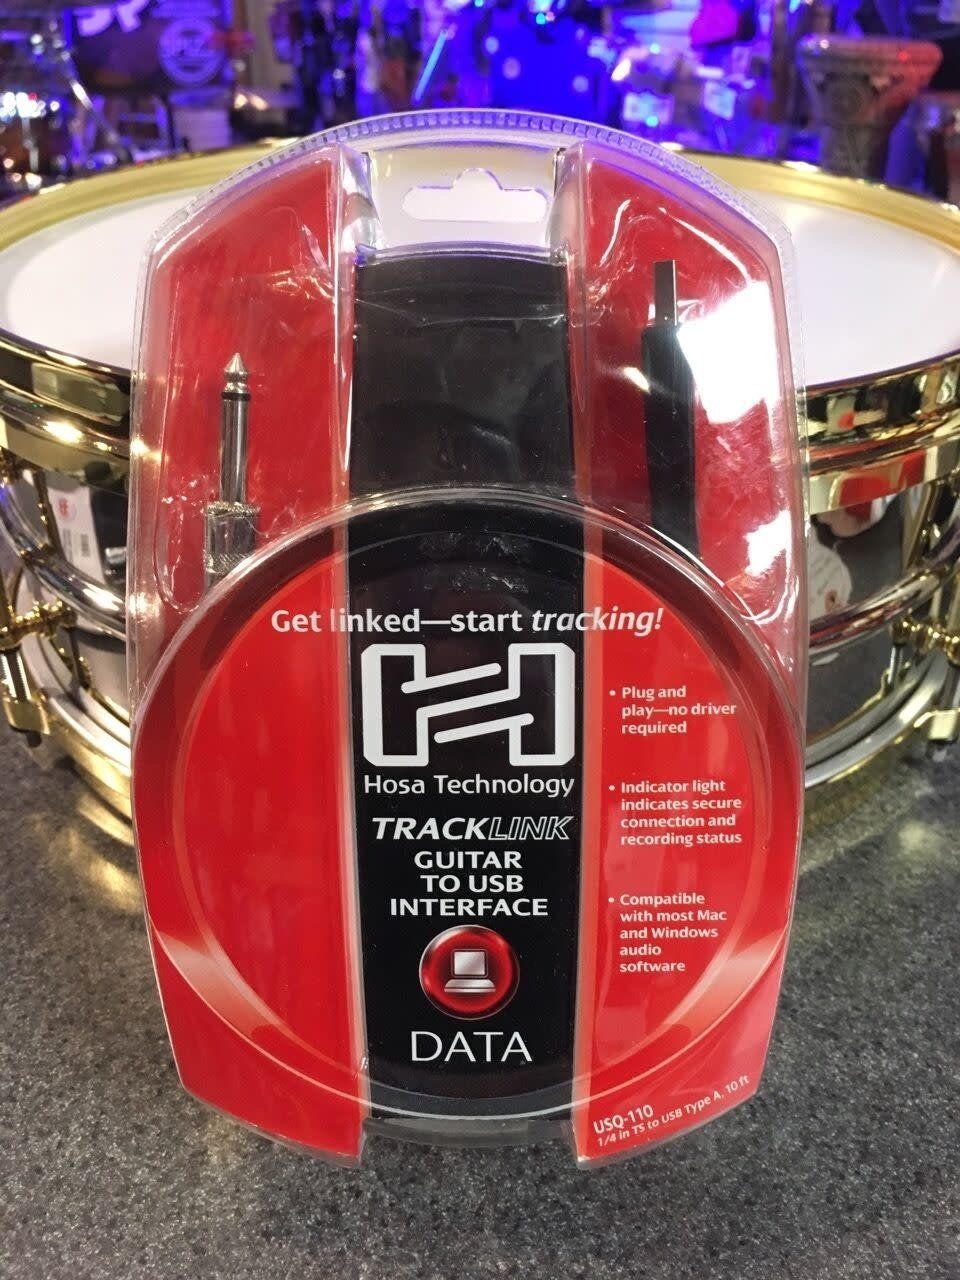 Get linked—start tracking!
Hosa Technology
TRACKLINK
GUITAR
TO USB
INTERFACE
DATA
• Plug and
play—no driver
required
• Indicator light
indicates secure
connection and
recording status
• Compatible
with most Mac
and Windows
audio
software
USQ-110
1/4 in TS to USB Type A, 10 ft